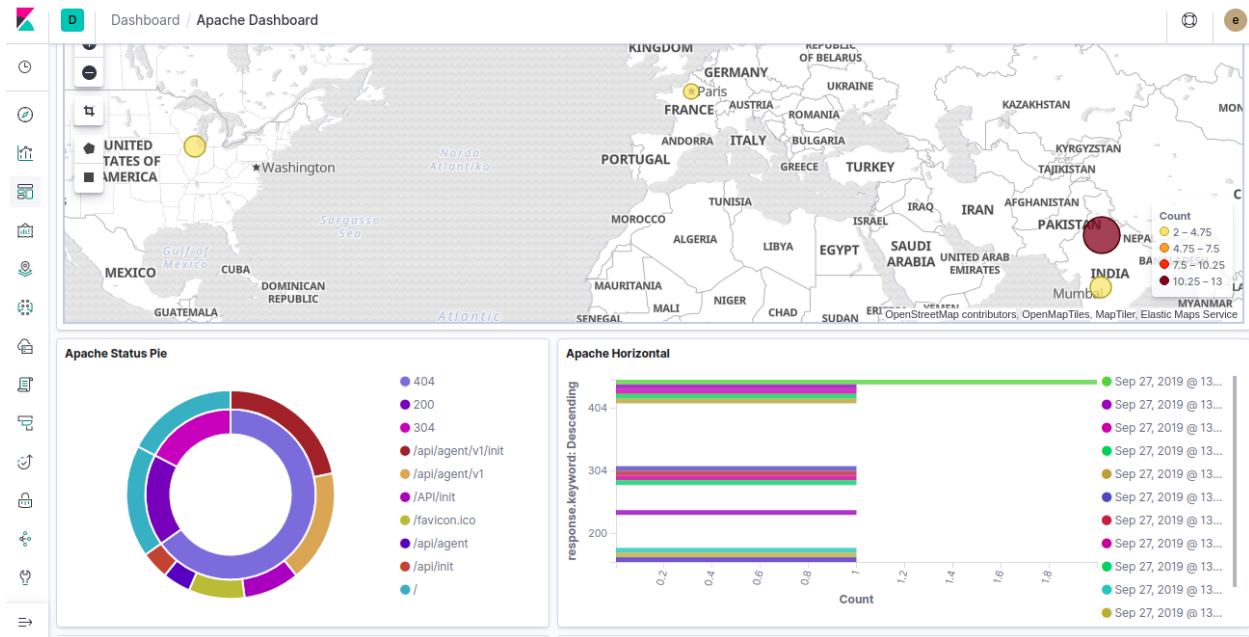 D Dashboard / Apache Dashboard e
KINGDOM
REPUBLIC
OF BELARUS
GERMANY
Paris
UKRAINE
FRANCE
AUSTRIA
KAZAKHSTAN
MON
ROMANIA
UNITED
STATES OF
AMERICA
Washington
Norda
Atlantiko
ANDORRA
ITALY
BULGARIA
KYRGYZSTAN
PORTUGAL
GREECE
TURKEY
TAJIKISTAN
Sargasso
Sea
TUNISIA
IRAQ
IRAN
AFGHANISTAN
MOROCCO
ISRAEL
PAKISTAN
NEPAL
Gulf of
Mexico
ALGERIA
LIBYA
EGYPT
SAUDI
ARABIA
UNITED ARAB
EMIRATES
MEXICO
CUBA
INDIA
DOMINICAN
REPUBLIC
MAURITANIA
Mumbai
GUATEMALA
MALI
NIGER
CHAD
SUDAN
YEMEN
MYANMAR
SENEGAL
Atlantic
Count
2 – 4.75
4.75 – 7.5
7.5 – 10.25
10.25 – 13
OpenStreetMap contributors, OpenMapTiles, MapTiler, Elastic Maps Service
Apache Status Pie
404
200
304
/api/agent/v1/init
/api/agent/v1
/API/init
/favicon.ico
/api/agent
/api/init
/
Apache Horizontal
response.keyword: Descending
404
304
200
0.2 0.4 0.6 0.8 1 1.2 1.4 1.6 1.8
Count
Sep 27, 2019 @ 13...
Sep 27, 2019 @ 13...
Sep 27, 2019 @ 13...
Sep 27, 2019 @ 13...
Sep 27, 2019 @ 13...
Sep 27, 2019 @ 13...
Sep 27, 2019 @ 13...
Sep 27, 2019 @ 13...
Sep 27, 2019 @ 13...
Sep 27, 2019 @ 13...
Sep 27, 2019 @ 13...